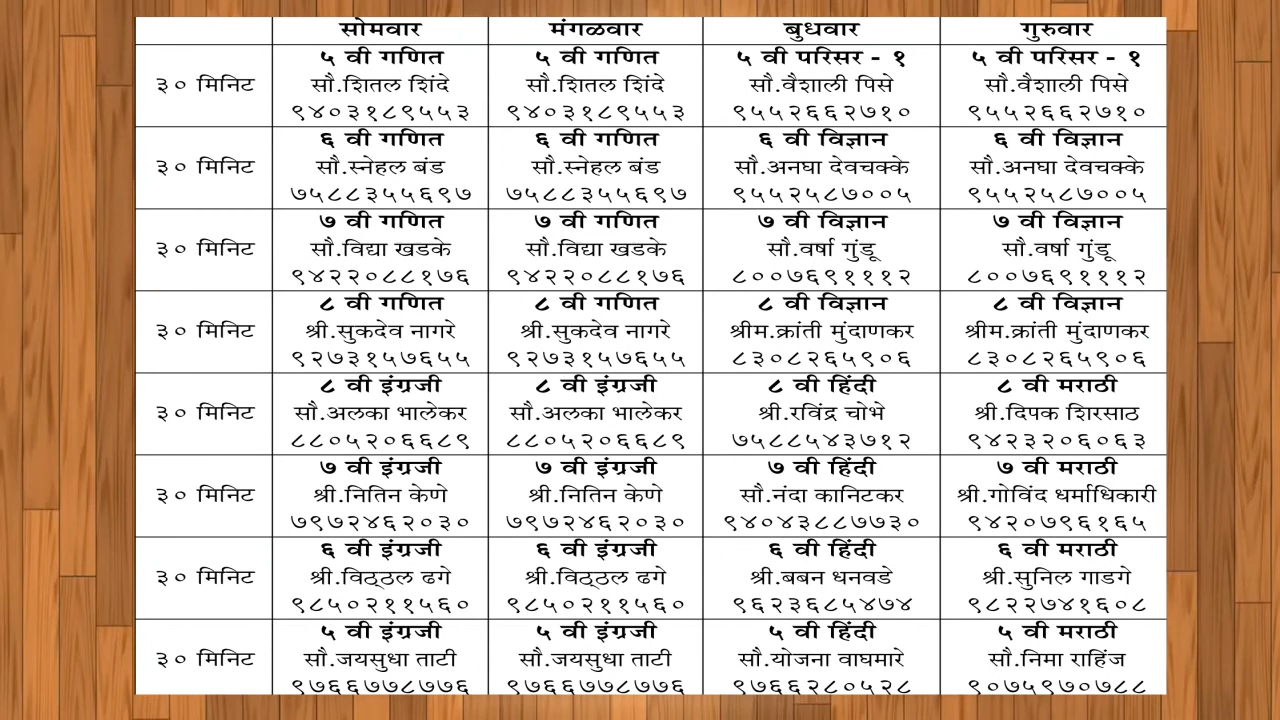 सोमवार मंगळवार बुधवार गुरुवार
५ वी गणित ५ वी गणित ५ वी परिसर - १ ५ वी परिसर - १
३० मिनिट सौ.शितल शिंदे सौ.शितल शिंदे सौ.वैशाली पिसे सौ.वैशाली पिसे
९४०३१८९५५३ ९४०३१८९५५३ ९५५२६६२७१० ९५५२६६२७१०
६ वी गणित ६ वी गणित ६ वी विज्ञान ६ वी विज्ञान
३० मिनिट सौ.स्नेहल बंड सौ.स्नेहल बंड सौ.अनघा देवचक्के सौ.अनघा देवचक्के
७५८८३५५६९७ ७५८८३५५६९७ ९५५२५८७००५ ९५५२५८७००५
७ वी गणित ७ वी गणित ७ वी विज्ञान ७ वी विज्ञान
३० मिनिट सौ.विद्या खडके सौ.विद्या खडके सौ.वर्षा गुंडू सौ.वर्षा गुंडू
९४२२०८८१७६ ९४२२०८८१७६ ८००७६९१११२ ८००७६९१११२
८ वी गणित ८ वी गणित ८ वी विज्ञान ८ वी विज्ञान
३० मिनिट श्री.सुकदेव नागरे श्री.सुकदेव नागरे श्रीम.क्रांती मुंदाणकर श्रीम.क्रांती मुंदाणकर
९२७३१५७६५५ ९२७३१५७६५५ ८३०८२६५९०६ ८३०८२६५९०६
८ वी इंग्रजी ८ वी इंग्रजी ८ वी हिंदी ८ वी मराठी
३० मिनिट सौ.अलका भालेकर सौ.अलका भालेकर श्री.रविंद्र चोभे श्री.दिपक शिरसाठ
८८०५२०६६८९ ८८०५२०६६८९ ७५८८५४३७१२ ९४२३२०६०६३
७ वी इंग्रजी ७ वी इंग्रजी ७ वी हिंदी ७ वी मराठी
३० मिनिट श्री.नितिन केणे श्री.नितिन केणे सौ.नंदा कानिटकर श्री.गोविंद धर्माधिकारी
७९७२४६२०३० ७९७२४६२०३० ९४०४३८८७७३० ९४२०७९६१६५
६ वी इंग्रजी ६ वी इंग्रजी ६ वी हिंदी ६ वी मराठी
३० मिनिट श्री.विठ्ठल ढगे श्री.विठ्ठल ढगे श्री.बबन धनवडे श्री.सुनिल गाडगे
९८५०२११५६० ९८५०२११५६० ९६२३६८५४७४ ९८२२७४१६०८
५ वी इंग्रजी ५ वी इंग्रजी ५ वी हिंदी ५ वी मराठी
३० मिनिट सौ.जयसुधा ताटी सौ.जयसुधा ताटी सौ.योजना वाघमारे सौ.निमा राहिंज
९७६६७७८७७६ ९७६६७७८७७६ ९७६६२८०५२८ ९०७५९७०७८८